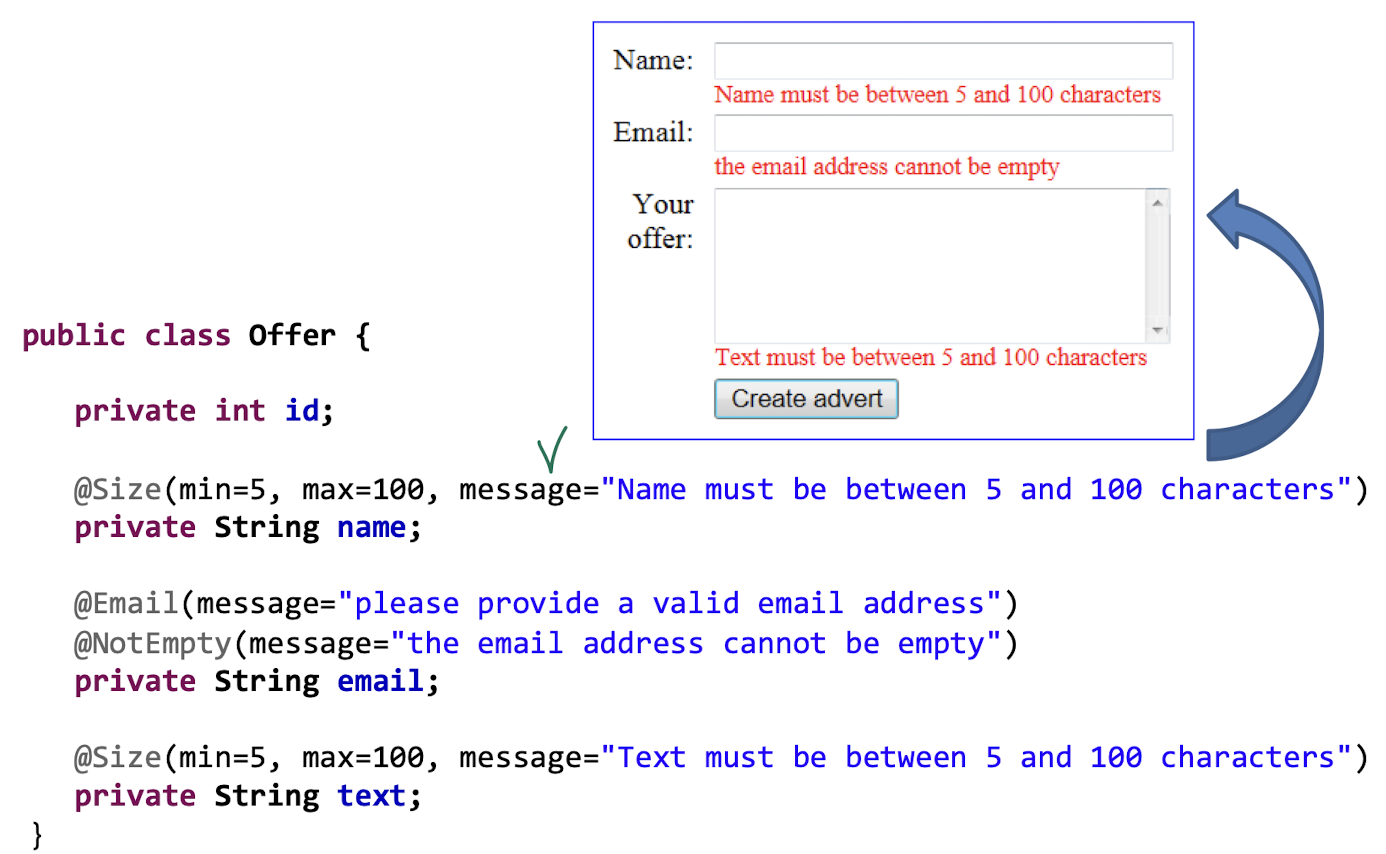 Name:
Name must be between 5 and 100 characters
Email:
the email address cannot be empty
Your
offer:
Text must be between 5 and 100 characters
Create advert
public class Offer {
private int id;
@Size(min=5, max=100, message="Name must be between 5 and 100 characters")
private String name;
@Email(message="please provide a valid email address")
@NotEmpty(message="the email address cannot be empty")
private String email;
@Size(min=5, max=100, message="Text must be between 5 and 100 characters")
private String text;
}